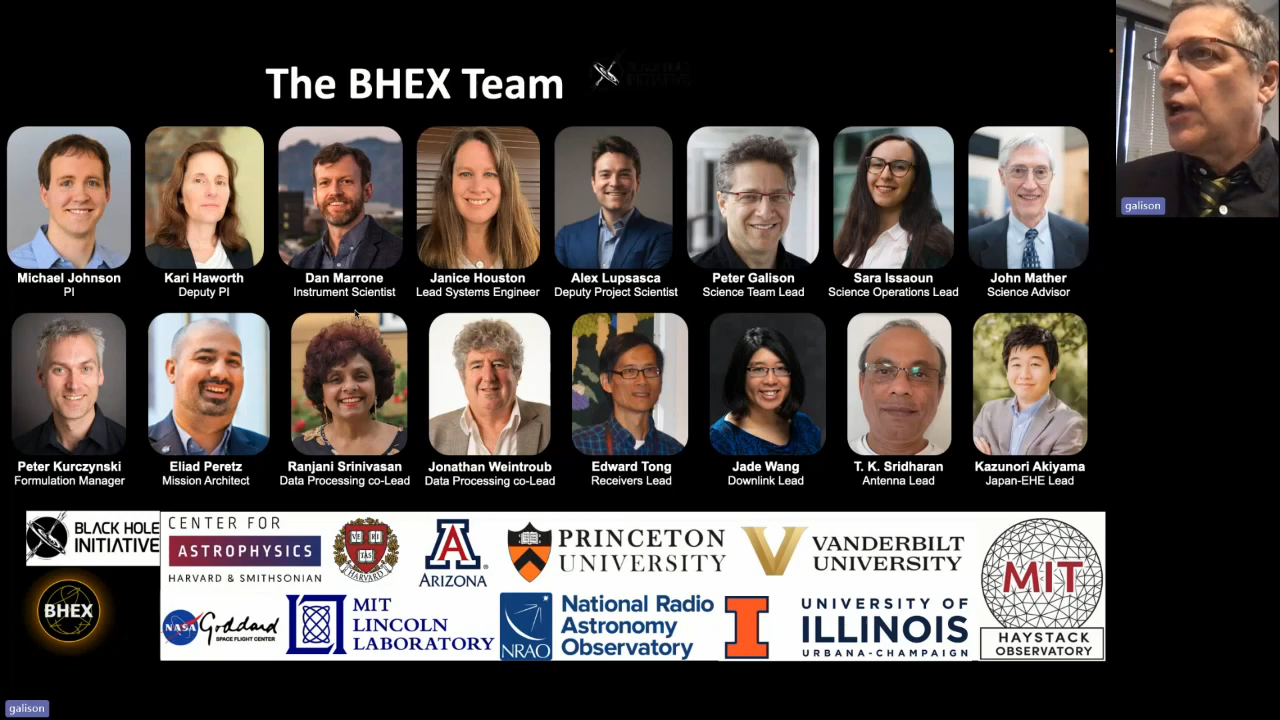 The BHEX Team
galison
Michael Johnson
PI
Kari Haworth
Deputy PI
Dan Marrone
Instrument Scientist
Janice Houston
Lead Systems Engineer
Alex Lupsasca
Deputy Project Scientist
Peter Galison
Science Team Lead
Sara Issaoun
Science Operations Lead
John Mather
Science Advisor
Peter Kurczynski
Formulation Manager
Eliad Peretz
Mission Architect
Ranjani Srinivasan
Data Processing co-Lead
Jonathan Weintroub
Data Processing co-Lead
Edward Tong
Receivers Lead
Jade Wang
Downlink Lead
T. K. Sridharan
Antenna Lead
Kazunori Akiyama
Japan-EHE Lead
BLACK HOLE
INITIATIVE
CENTER FOR
ASTROPHYSICS
HARVARD & SMITHSONIAN
VE RI
TAS
HARVARD
A
ARIZONA
PRINCETON
UNIVERSITY
V
VANDERBILT
UNIVERSITY
MIT
HAYSTACK
OBSERVATORY
BHEX
NASA Goddard
SPACE FLIGHT CENTER
MIT
LINCOLN
LABORATORY
NRAO
National Radio
Astronomy
Observatory
I
UNIVERSITY OF
ILLINOIS
URBANA-CHAMPAIGN
galison